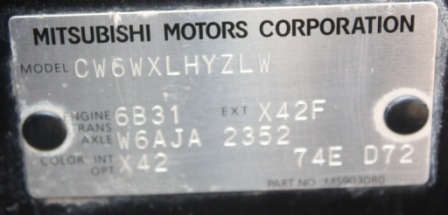 MITSUBISHI MOTORS CORPORATION
MODEL CW6WXLHYZLW
ENGINE 6B31 EXT X42F
TRANS AXLE W6AJA 2352
COLOR INT OPT X42 74E D72
PART NO.